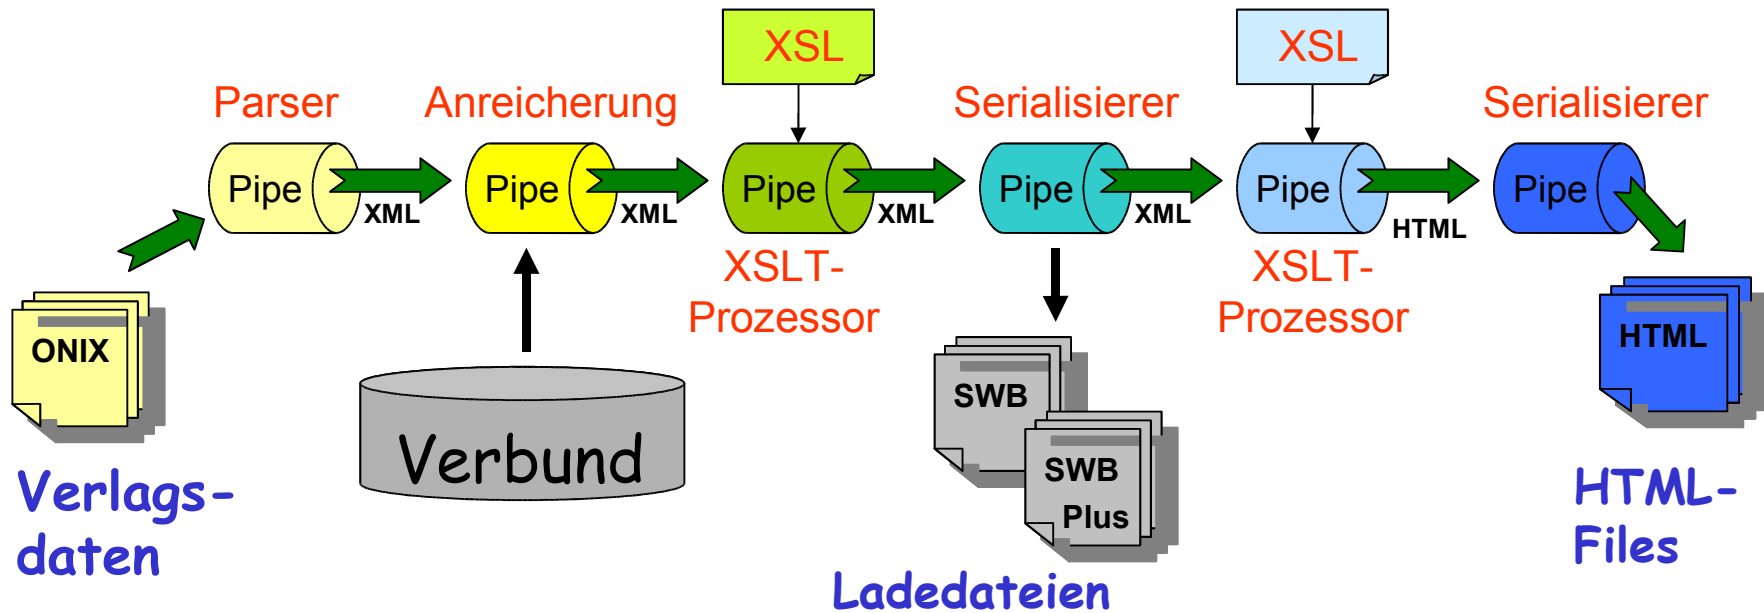 XSL
XSL
Parser
Anreicherung
Serialisierer
Serialisierer
Pipe
Pipe
Pipe
Pipe
Pipe
Pipe
XML
XML
XML
XML
HTML
XSLT-
Prozessor
XSLT-
Prozessor
ONIX
Verbund
SWB
SWB
Plus
HTML
Verlags-
daten
Ladedateien
HTML-
Files